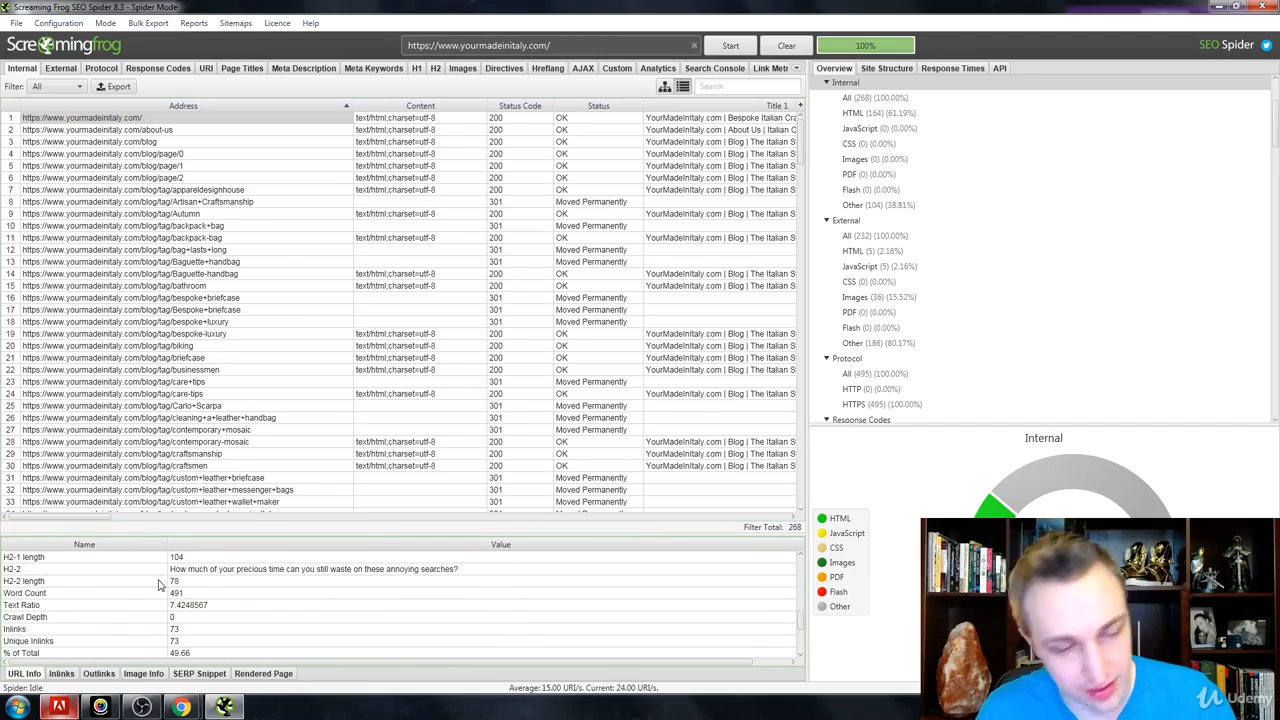 Screaming Frog SEO Spider 8.3 - Spider Mode
File Configuration Mode Bulk Export Reports Sitemaps Licence Help
Screamingfrog https://www.yourmadeinitaly.com/ Start Clear 100% SEO Spider
Internal External Protocol Response Codes URI Page Titles Meta Description Meta Keywords H1 H2 Images Directives Hreflang AJAX Custom Analytics Search Console Link Metr
Filter: All Export Search
Address Content Status Code Status Title 1
1 https://www.yourmadeinitaly.com/ text/html;charset=utf-8 200 OK YourMadeInItaly.com | Bespoke Italian Cra
2 https://www.yourmadeinitaly.com/about-us text/html;charset=utf-8 200 OK YourMadeInItaly.com | About Us | Italian C
3 https://www.yourmadeinitaly.com/blog text/html;charset=utf-8 200 OK YourMadeInItaly.com | Blog | The Italian S
4 https://www.yourmadeinitaly.com/blog/page/0 text/html;charset=utf-8 200 OK YourMadeInItaly.com | Blog | The Italian S
5 https://www.yourmadeinitaly.com/blog/page/1 text/html;charset=utf-8 200 OK YourMadeInItaly.com | Blog | The Italian S
6 https://www.yourmadeinitaly.com/blog/page/2 text/html;charset=utf-8 200 OK YourMadeInItaly.com | Blog | The Italian S
7 https://www.yourmadeinitaly.com/blog/tag/appareldesignhouse text/html;charset=utf-8 200 OK YourMadeInItaly.com | Blog | The Italian S
8 https://www.yourmadeinitaly.com/blog/tag/Artisan+Craftsmanship 301 Moved Permanently
9 https://www.yourmadeinitaly.com/blog/tag/Autumn text/html;charset=utf-8 200 OK YourMadeInItaly.com | Blog | The Italian S
10 https://www.yourmadeinitaly.com/blog/tag/backpack+bag 301 Moved Permanently
11 https://www.yourmadeinitaly.com/blog/tag/backpack-bag text/html;charset=utf-8 200 OK YourMadeInItaly.com | Blog | The Italian S
12 https://www.yourmadeinitaly.com/blog/tag/bag+lasts+long 301 Moved Permanently
13 https://www.yourmadeinitaly.com/blog/tag/Baguette+handbag 301 Moved Permanently
14 https://www.yourmadeinitaly.com/blog/tag/Baguette-handbag text/html;charset=utf-8 200 OK YourMadeInItaly.com | Blog | The Italian S
15 https://www.yourmadeinitaly.com/blog/tag/bathroom text/html;charset=utf-8 200 OK YourMadeInItaly.com | Blog | The Italian S
16 https://www.yourmadeinitaly.com/blog/tag/bespoke+briefcase 301 Moved Permanently
17 https://www.yourmadeinitaly.com/blog/tag/Bespoke+briefcase 301 Moved Permanently
18 https://www.yourmadeinitaly.com/blog/tag/bespoke+luxury 301 Moved Permanently
19 https://www.yourmadeinitaly.com/blog/tag/bespoke-luxury text/html;charset=utf-8 200 OK YourMadeInItaly.com | Blog | The Italian S
20 https://www.yourmadeinitaly.com/blog/tag/biking text/html;charset=utf-8 200 OK YourMadeInItaly.com | Blog | The Italian S
21 https://www.yourmadeinitaly.com/blog/tag/briefcase text/html;charset=utf-8 200 OK YourMadeInItaly.com | Blog | The Italian S
22 https://www.yourmadeinitaly.com/blog/tag/businessmen text/html;charset=utf-8 200 OK YourMadeInItaly.com | Blog | The Italian S
23 https://www.yourmadeinitaly.com/blog/tag/care+tips 301 Moved Permanently
24 https://www.yourmadeinitaly.com/blog/tag/care-tips text/html;charset=utf-8 200 OK YourMadeInItaly.com | Blog | The Italian S
25 https://www.yourmadeinitaly.com/blog/tag/Carlo+Scarpa 301 Moved Permanently
26 https://www.yourmadeinitaly.com/blog/tag/cleaning+a+leather+handbag 301 Moved Permanently
27 https://www.yourmadeinitaly.com/blog/tag/contemporary+mosaic 301 Moved Permanently
28 https://www.yourmadeinitaly.com/blog/tag/contemporary-mosaic text/html;charset=utf-8 200 OK YourMadeInItaly.com | Blog | The Italian S
29 https://www.yourmadeinitaly.com/blog/tag/craftsmanship text/html;charset=utf-8 200 OK YourMadeInItaly.com | Blog | The Italian S
30 https://www.yourmadeinitaly.com/blog/tag/craftsmen text/html;charset=utf-8 200 OK YourMadeInItaly.com | Blog | The Italian S
31 https://www.yourmadeinitaly.com/blog/tag/custom+leather+briefcase 301 Moved Permanently
32 https://www.yourmadeinitaly.com/blog/tag/custom+leather+messenger+bags 301 Moved Permanently
33 https://www.yourmadeinitaly.com/blog/tag/custom+leather+wallet+maker 301 Moved Permanently
Filter Total: 268
Name Value
H2-1 length 104
H2-2 How much of your precious time can you still waste on these annoying searches?
H2-2 length 78
Word Count 491
Text Ratio 7.4248567
Crawl Depth 0
Inlinks 73
Unique Inlinks 73
% of Total 49.66
URL Info Inlinks Outlinks Image Info SERP Snippet Rendered Page
Spider: Idle Average: 15.00 URI/s. Current: 24.00 URI/s.
Overview Site Structure Response Times API
Internal
All (268) (100.00%)
HTML (164) (61.19%)
JavaScript (0) (0.00%)
CSS (0) (0.00%)
Images (0) (0.00%)
PDF (0) (0.00%)
Flash (0) (0.00%)
Other (104) (38.81%)
External
All (232) (100.00%)
HTML (5) (2.16%)
JavaScript (5) (2.16%)
CSS (0) (0.00%)
Images (36) (15.52%)
PDF (0) (0.00%)
Flash (0) (0.00%)
Other (186) (80.17%)
Protocol
All (495) (100.00%)
HTTP (0) (0.00%)
HTTPS (495) (100.00%)
Response Codes
Internal
HTML
JavaScript
CSS
Images
PDF
Flash
Other
Udemy